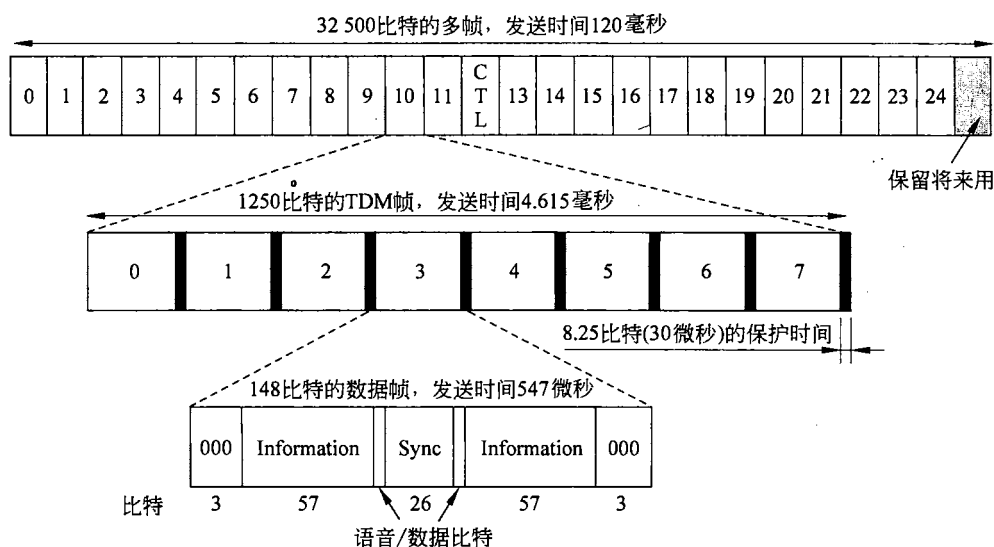 32 500比特的多帧，发送时间120毫秒
0 1 2 3 4 5 6 7 8 9 10 11 CTL 13 14 15 16 17 18 19 20 21 22 23 24
保留将来用
1250比特的TDM帧，发送时间4.615毫秒
0 1 2 3 4 5 6 7
8.25比特(30微秒)的保护时间
148比特的数据帧，发送时间547微秒
000 Information Sync Information 000
比特 3 57 26 57 3
语音/数据比特